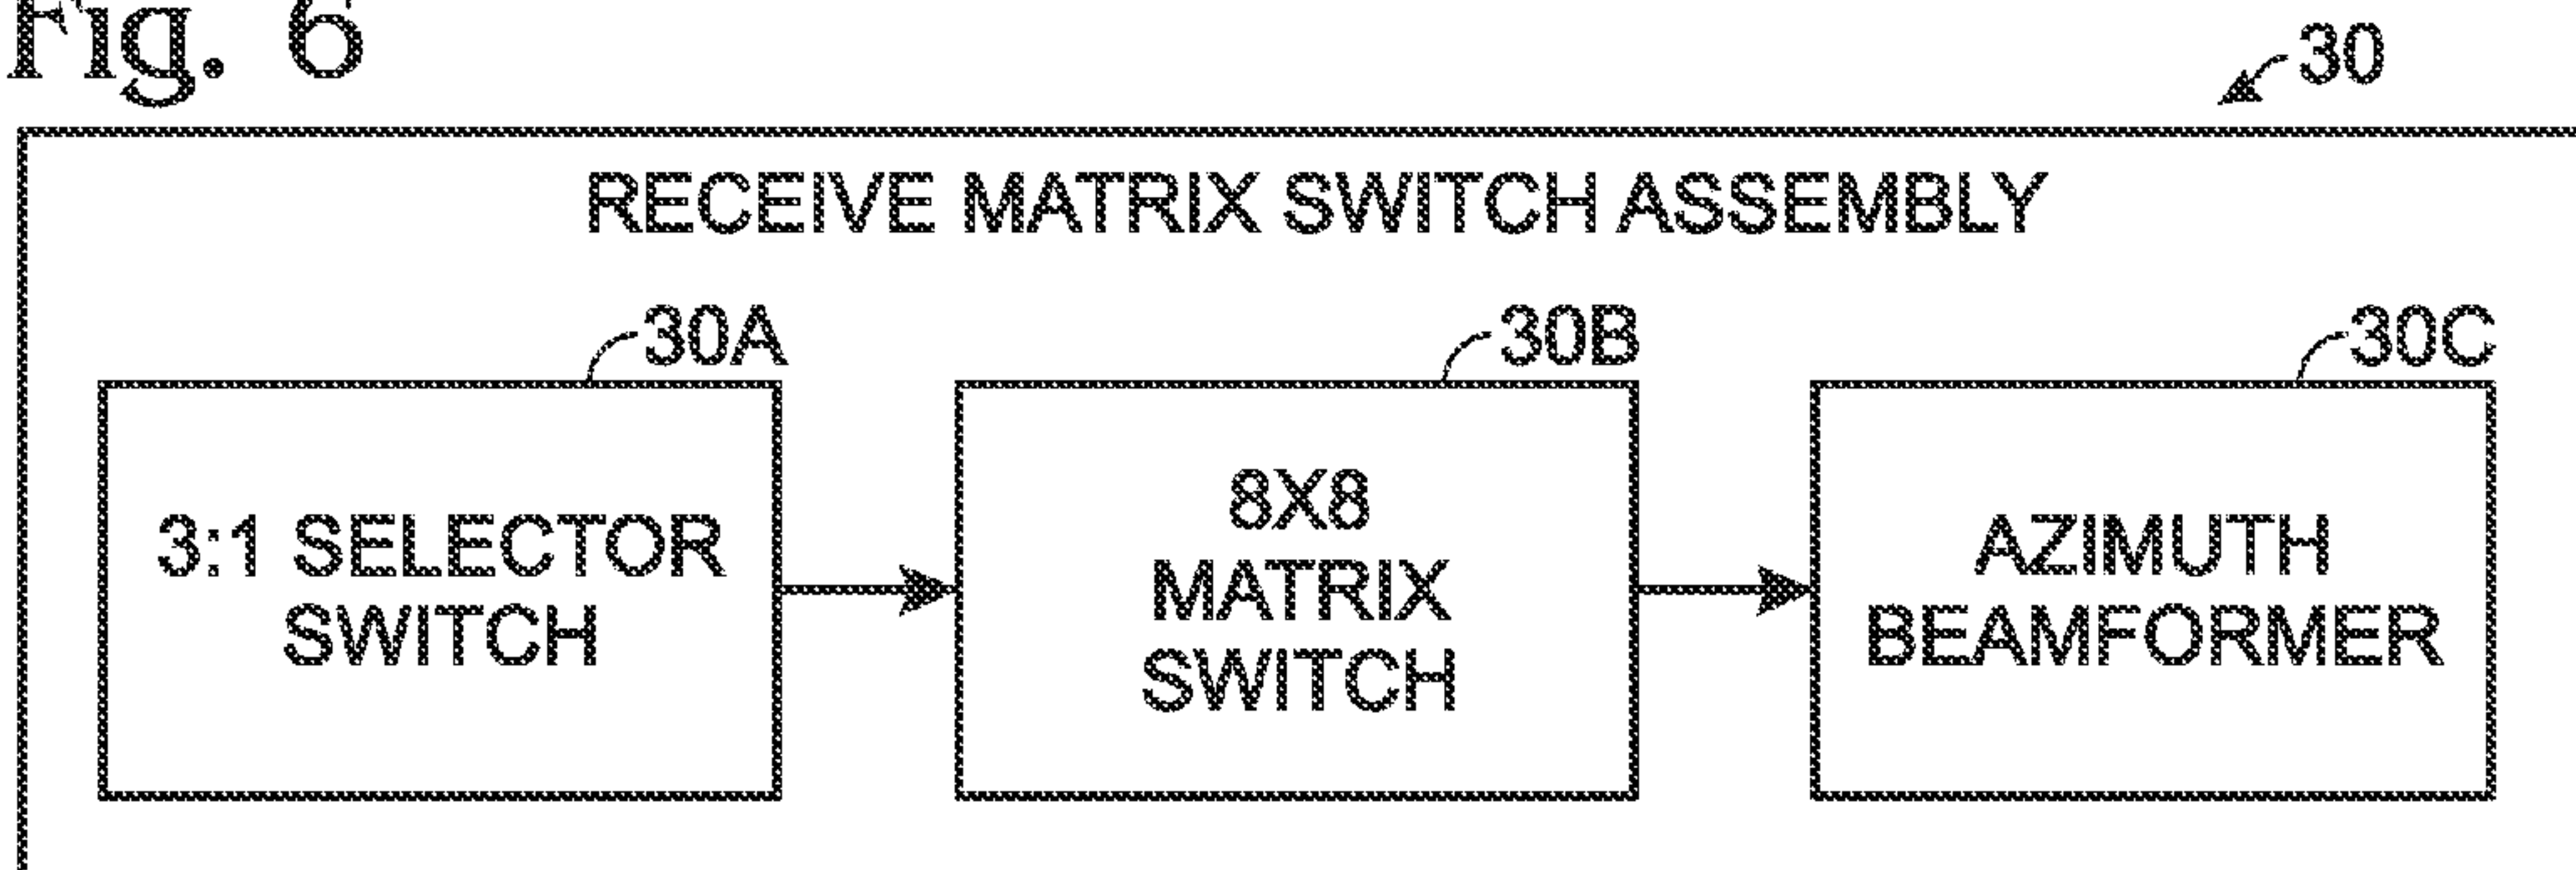 Fig. 6
30
RECEIVE MATRIX SWITCH ASSEMBLY
30A
30B
30C
3:1 SELECTOR
SWITCH
8X8
MATRIX
SWITCH
AZIMUTH
BEAMFORMER